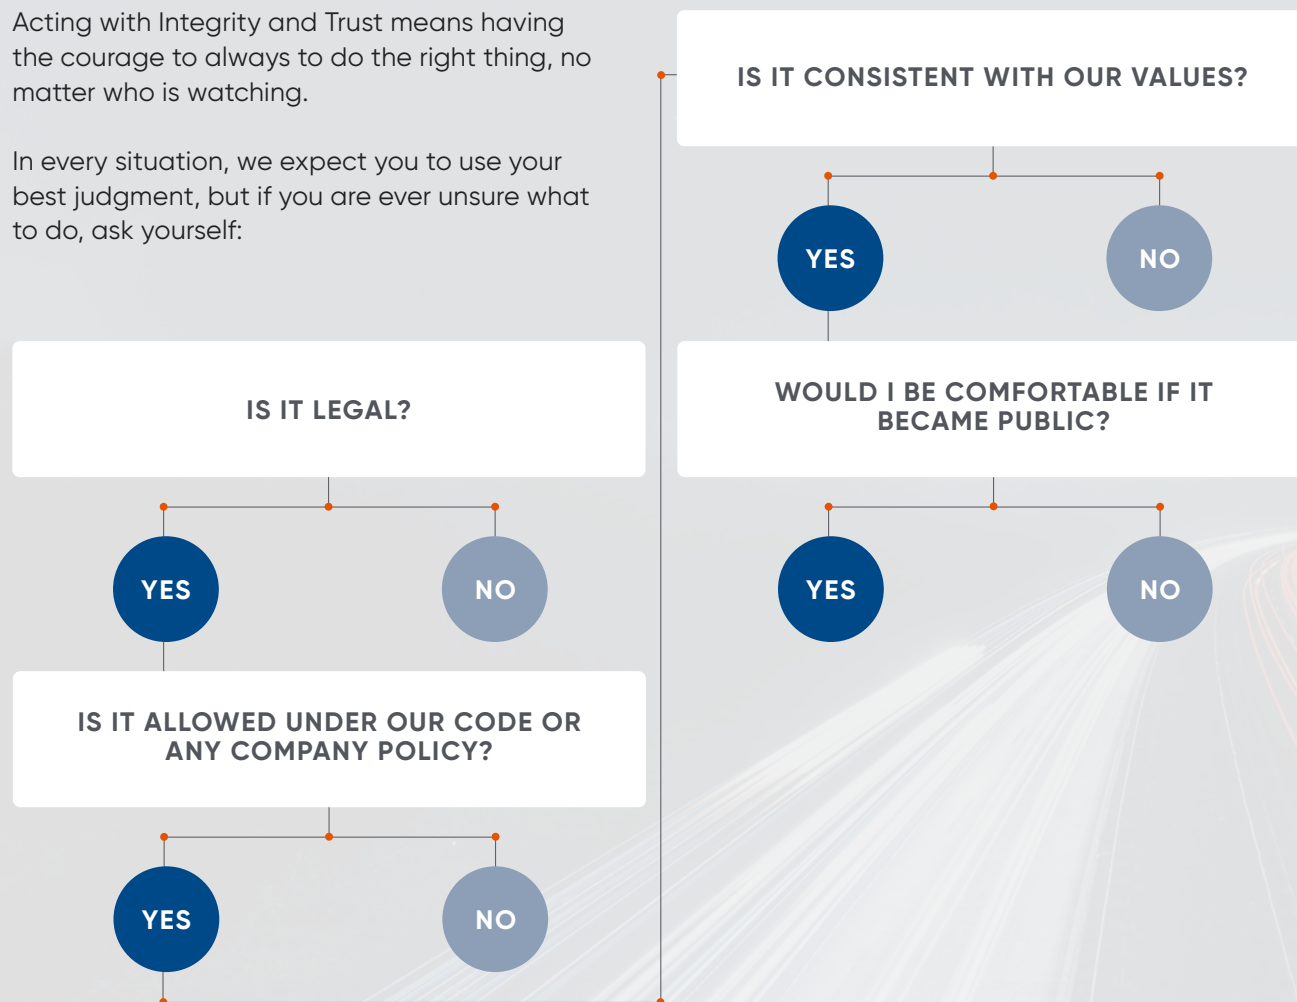 Acting with Integrity and Trust means having
the courage to always to do the right thing, no
matter who is watching.
In every situation, we expect you to use your
best judgment, but if you are ever unsure what
to do, ask yourself:
IS IT LEGAL?
YES
NO
IS IT ALLOWED UNDER OUR CODE OR
ANY COMPANY POLICY?
YES
NO
IS IT CONSISTENT WITH OUR VALUES?
YES
NO
WOULD I BE COMFORTABLE IF IT
BECAME PUBLIC?
YES
NO